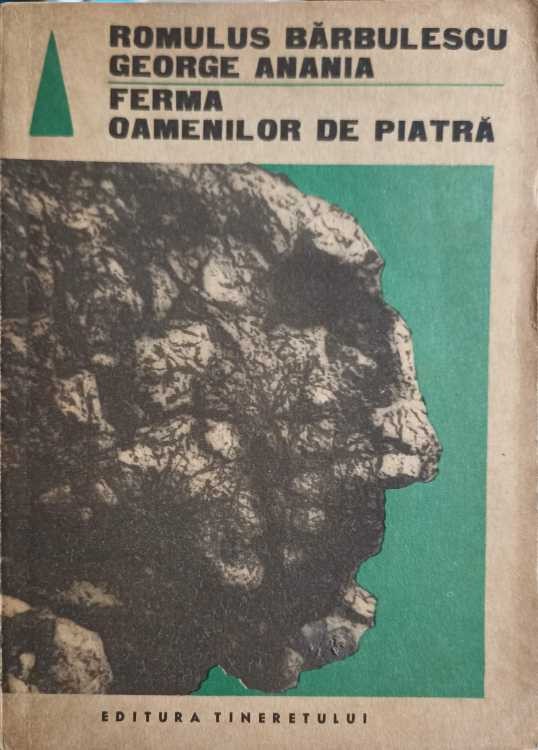 ROMULUS BĂRBULESCU
GEORGE ANANIA
FERMA
OAMENILOR DE PIATRĂ
EDITURA TINERETULUI